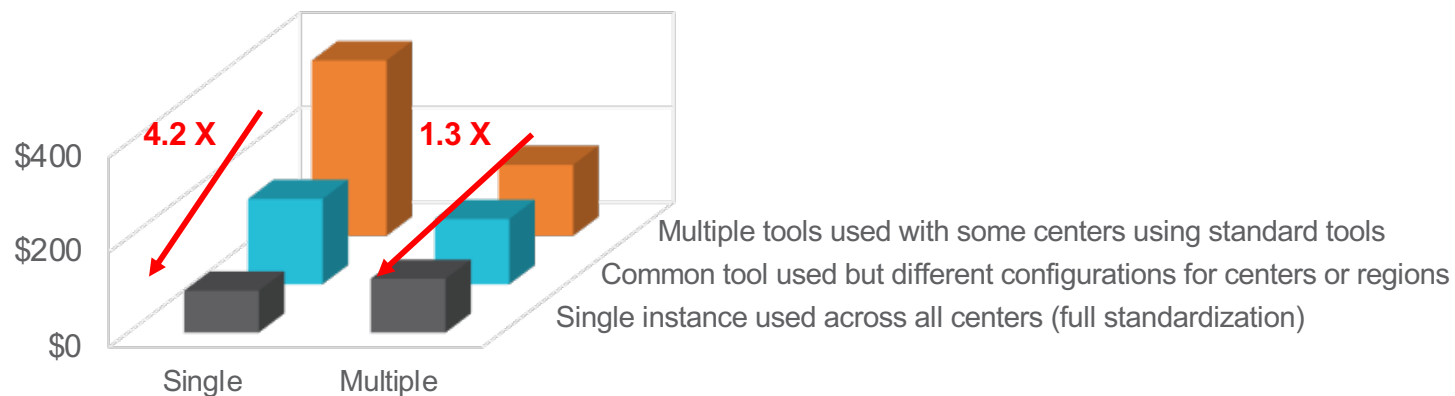 4.2 X
1.3 X
$400
$200
$0
Multiple tools used with some centers using standard tools
Common tool used but different configurations for centers or regions
Single instance used across all centers (full standardization)
Single
Multiple